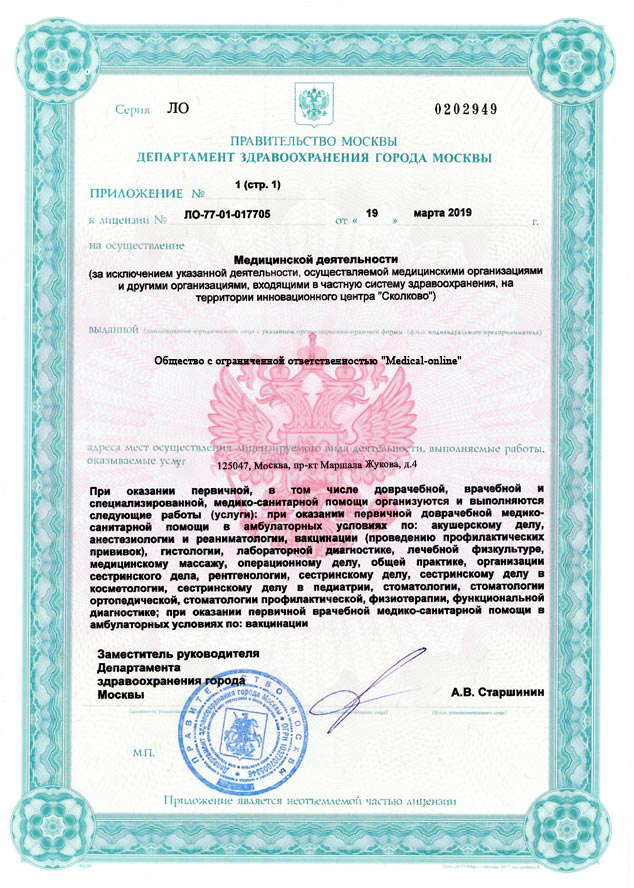 Серия ЛО
0202949
ПРАВИТЕЛЬСТВО МОСКВЫ
ДЕПАРТАМЕНТ ЗДРАВООХРАНЕНИЯ ГОРОДА МОСКВЫ
ПРИЛОЖЕНИЕ № 1 (стр. 1)
к лицензии № ЛО-77-01-017705 от « 19 » марта 2019 г.
на осуществление
Медицинской деятельности
(за исключением указанной деятельности, осуществляемой медицинскими организациями
и другими организациями, входящими в частную систему здравоохранения, на
территории инновационного центра "Сколково")
выданной (наименование юридического лица с указанием организационно-правовой формы (ф.и.о. индивидуального предпринимателя)
Общество с ограниченной ответственностью "Medical-online"
адреса мест осуществления лицензируемого вида деятельности, выполняемые работы,
оказываемые услуг 125047, Москва, пр-кт Маршала Жукова, д.4
При оказании первичной, в том числе доврачебной, врачебной и
специализированной, медико-санитарной помощи организуются и выполняются
следующие работы (услуги): при оказании первичной доврачебной медико-
санитарной помощи в амбулаторных условиях по: акушерскому делу,
анестезиологии и реаниматологии, вакцинации (проведению профилактических
прививок), гистологии, лабораторной диагностике, лечебной физкультуре,
медицинскому массажу, операционному делу, общей практике, организации
сестринского дела, рентгенологии, сестринскому делу, сестринскому делу в
косметологии, сестринскому делу в педиатрии, стоматологии, стоматологии
ортопедической, стоматологии профилактической, физиотерапии, функциональной
диагностике; при оказании первичной врачебной медико-санитарной помощи в
амбулаторных условиях по: вакцинации
Заместитель руководителя
Департамента
здравоохранения города
Москвы
А.В. Старшинин
(ф.и.о. уполномоченного лица)
ПРАВИТЕЛЬСТВО МОСКВЫ
Департамент здравоохранения города Москвы
М.П.
Приложение является неотъемлемой частью лицензии